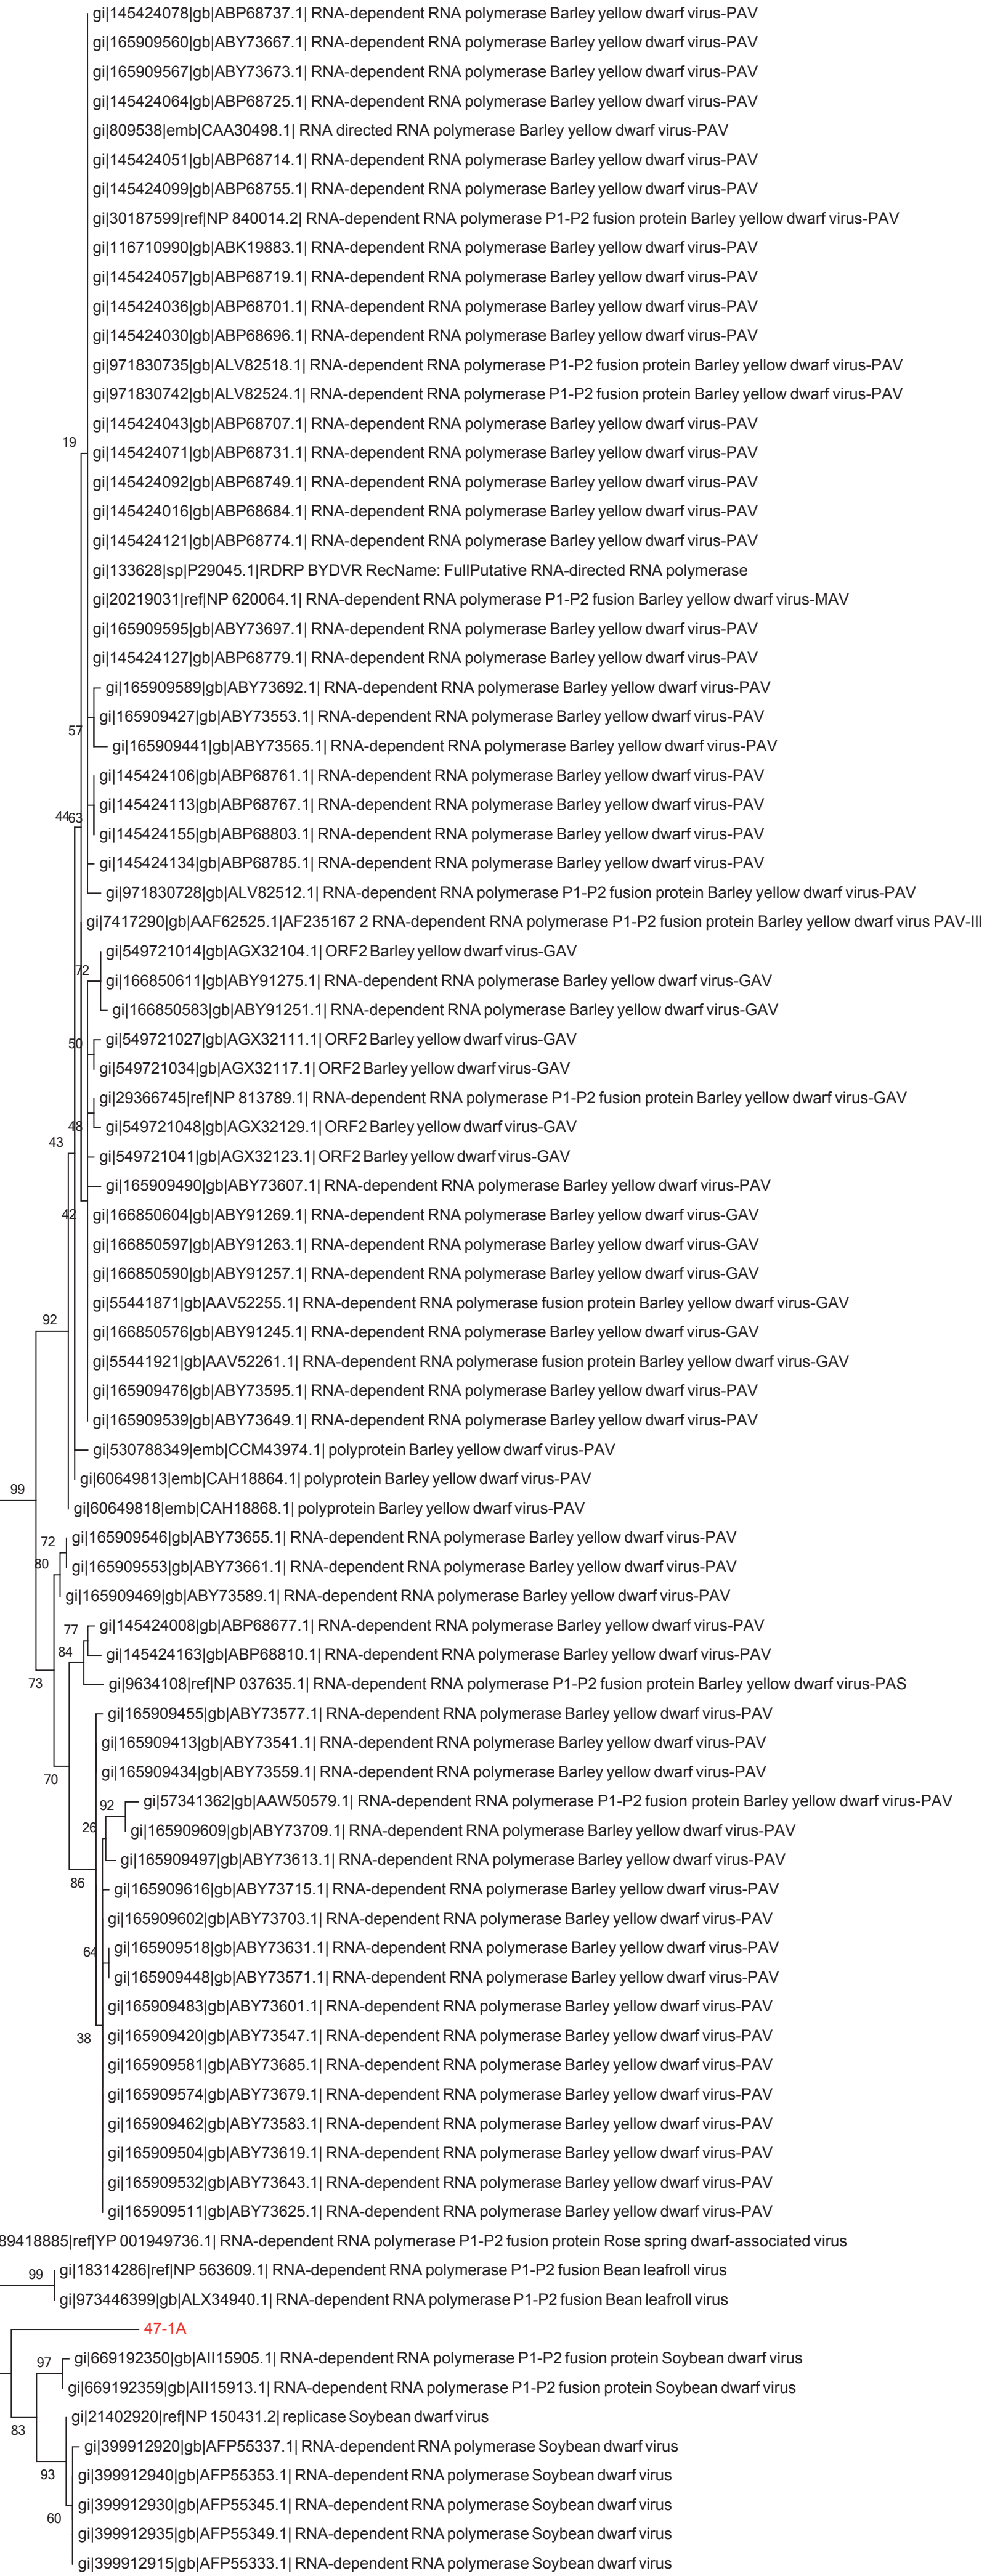 gi|145424078|gb|ABP68737.1| RNA-dependent RNA polymerase Barley yellow dwarf virus-PAV
gi|165909560|gb|ABY73667.1| RNA-dependent RNA polymerase Barley yellow dwarf virus-PAV
gi|165909567|gb|ABY73673.1| RNA-dependent RNA polymerase Barley yellow dwarf virus-PAV
gi|145424064|gb|ABP68725.1| RNA-dependent RNA polymerase Barley yellow dwarf virus-PAV
gi|809538|emb|CAA30498.1| RNA directed RNA polymerase Barley yellow dwarf virus-PAV
gi|145424051|gb|ABP68714.1| RNA-dependent RNA polymerase Barley yellow dwarf virus-PAV
gi|145424099|gb|ABP68755.1| RNA-dependent RNA polymerase Barley yellow dwarf virus-PAV
gi|30187599|ref|NP 840014.2| RNA-dependent RNA polymerase P1-P2 fusion protein Barley yellow dwarf virus-PAV
gi|116710990|gb|ABK19883.1| RNA-dependent RNA polymerase Barley yellow dwarf virus-PAV
gi|145424057|gb|ABP68719.1| RNA-dependent RNA polymerase Barley yellow dwarf virus-PAV
gi|145424036|gb|ABP68701.1| RNA-dependent RNA polymerase Barley yellow dwarf virus-PAV
gi|145424030|gb|ABP68696.1| RNA-dependent RNA polymerase Barley yellow dwarf virus-PAV
gi|971830735|gb|ALV82518.1| RNA-dependent RNA polymerase P1-P2 fusion protein Barley yellow dwarf virus-PAV
gi|971830742|gb|ALV82524.1| RNA-dependent RNA polymerase P1-P2 fusion protein Barley yellow dwarf virus-PAV
gi|145424043|gb|ABP68707.1| RNA-dependent RNA polymerase Barley yellow dwarf virus-PAV
19
gi|145424071|gb|ABP68731.1| RNA-dependent RNA polymerase Barley yellow dwarf virus-PAV
gi|145424092|gb|ABP68749.1| RNA-dependent RNA polymerase Barley yellow dwarf virus-PAV
gi|145424016|gb|ABP68684.1| RNA-dependent RNA polymerase Barley yellow dwarf virus-PAV
gi|145424121|gb|ABP68774.1| RNA-dependent RNA polymerase Barley yellow dwarf virus-PAV
gi|133628|sp|P29045.1|RDRP BYDVR RecName: FullPutative RNA-directed RNA polymerase
gi|20219031|ref|NP 620064.1| RNA-dependent RNA polymerase P1-P2 fusion Barley yellow dwarf virus-MAV
gi|165909595|gb|ABY73697.1| RNA-dependent RNA polymerase Barley yellow dwarf virus-PAV
gi|145424127|gb|ABP68779.1| RNA-dependent RNA polymerase Barley yellow dwarf virus-PAV
gi|165909589|gb|ABY73692.1| RNA-dependent RNA polymerase Barley yellow dwarf virus-PAV
gi|165909427|gb|ABY73553.1| RNA-dependent RNA polymerase Barley yellow dwarf virus-PAV
57
gi|165909441|gb|ABY73565.1| RNA-dependent RNA polymerase Barley yellow dwarf virus-PAV
gi|145424106|gb|ABP68761.1| RNA-dependent RNA polymerase Barley yellow dwarf virus-PAV
gi|145424113|gb|ABP68767.1| RNA-dependent RNA polymerase Barley yellow dwarf virus-PAV
44 63
gi|145424155|gb|ABP68803.1| RNA-dependent RNA polymerase Barley yellow dwarf virus-PAV
gi|145424134|gb|ABP68785.1| RNA-dependent RNA polymerase Barley yellow dwarf virus-PAV
gi|971830728|gb|ALV82512.1| RNA-dependent RNA polymerase P1-P2 fusion protein Barley yellow dwarf virus-PAV
gi|7417290|gb|AAF62525.1|AF235167 2 RNA-dependent RNA polymerase P1-P2 fusion protein Barley yellow dwarf virus PAV-III
gi|549721014|gb|AGX32104.1| ORF2 Barley yellow dwarf virus-GAV
72
gi|166850611|gb|ABY91275.1| RNA-dependent RNA polymerase Barley yellow dwarf virus-GAV
gi|166850583|gb|ABY91251.1| RNA-dependent RNA polymerase Barley yellow dwarf virus-GAV
50
gi|549721027|gb|AGX32111.1| ORF2 Barley yellow dwarf virus-GAV
gi|549721034|gb|AGX32117.1| ORF2 Barley yellow dwarf virus-GAV
gi|29366745|ref|NP 813789.1| RNA-dependent RNA polymerase P1-P2 fusion protein Barley yellow dwarf virus-GAV
48
gi|549721048|gb|AGX32129.1| ORF2 Barley yellow dwarf virus-GAV
43
gi|549721041|gb|AGX32123.1| ORF2 Barley yellow dwarf virus-GAV
gi|165909490|gb|ABY73607.1| RNA-dependent RNA polymerase Barley yellow dwarf virus-PAV
42
gi|166850604|gb|ABY91269.1| RNA-dependent RNA polymerase Barley yellow dwarf virus-GAV
gi|166850597|gb|ABY91263.1| RNA-dependent RNA polymerase Barley yellow dwarf virus-GAV
gi|166850590|gb|ABY91257.1| RNA-dependent RNA polymerase Barley yellow dwarf virus-GAV
gi|55441871|gb|AAV52255.1| RNA-dependent RNA polymerase fusion protein Barley yellow dwarf virus-GAV
92
gi|166850576|gb|ABY91245.1| RNA-dependent RNA polymerase Barley yellow dwarf virus-GAV
gi|55441921|gb|AAV52261.1| RNA-dependent RNA polymerase fusion protein Barley yellow dwarf virus-GAV
gi|165909476|gb|ABY73595.1| RNA-dependent RNA polymerase Barley yellow dwarf virus-PAV
gi|165909539|gb|ABY73649.1| RNA-dependent RNA polymerase Barley yellow dwarf virus-PAV
gi|530788349|emb|CCM43974.1| polyprotein Barley yellow dwarf virus-PAV
gi|60649813|emb|CAH18864.1| polyprotein Barley yellow dwarf virus-PAV
99
gi|60649818|emb|CAH18868.1| polyprotein Barley yellow dwarf virus-PAV
72
gi|165909546|gb|ABY73655.1| RNA-dependent RNA polymerase Barley yellow dwarf virus-PAV
80
gi|165909553|gb|ABY73661.1| RNA-dependent RNA polymerase Barley yellow dwarf virus-PAV
gi|165909469|gb|ABY73589.1| RNA-dependent RNA polymerase Barley yellow dwarf virus-PAV
77
gi|145424008|gb|ABP68677.1| RNA-dependent RNA polymerase Barley yellow dwarf virus-PAV
84
gi|145424163|gb|ABP68810.1| RNA-dependent RNA polymerase Barley yellow dwarf virus-PAV
73
gi|9634108|ref|NP 037635.1| RNA-dependent RNA polymerase P1-P2 fusion protein Barley yellow dwarf virus-PAS
gi|165909455|gb|ABY73577.1| RNA-dependent RNA polymerase Barley yellow dwarf virus-PAV
gi|165909413|gb|ABY73541.1| RNA-dependent RNA polymerase Barley yellow dwarf virus-PAV
gi|165909434|gb|ABY73559.1| RNA-dependent RNA polymerase Barley yellow dwarf virus-PAV
70
92
gi|57341362|gb|AAW50579.1| RNA-dependent RNA polymerase P1-P2 fusion protein Barley yellow dwarf virus-PAV
26
gi|165909609|gb|ABY73709.1| RNA-dependent RNA polymerase Barley yellow dwarf virus-PAV
gi|165909497|gb|ABY73613.1| RNA-dependent RNA polymerase Barley yellow dwarf virus-PAV
86
gi|165909616|gb|ABY73715.1| RNA-dependent RNA polymerase Barley yellow dwarf virus-PAV
gi|165909602|gb|ABY73703.1| RNA-dependent RNA polymerase Barley yellow dwarf virus-PAV
64
gi|165909518|gb|ABY73631.1| RNA-dependent RNA polymerase Barley yellow dwarf virus-PAV
gi|165909448|gb|ABY73571.1| RNA-dependent RNA polymerase Barley yellow dwarf virus-PAV
gi|165909483|gb|ABY73601.1| RNA-dependent RNA polymerase Barley yellow dwarf virus-PAV
38
gi|165909420|gb|ABY73547.1| RNA-dependent RNA polymerase Barley yellow dwarf virus-PAV
gi|165909581|gb|ABY73685.1| RNA-dependent RNA polymerase Barley yellow dwarf virus-PAV
gi|165909574|gb|ABY73679.1| RNA-dependent RNA polymerase Barley yellow dwarf virus-PAV
gi|165909462|gb|ABY73583.1| RNA-dependent RNA polymerase Barley yellow dwarf virus-PAV
gi|165909504|gb|ABY73619.1| RNA-dependent RNA polymerase Barley yellow dwarf virus-PAV
gi|165909532|gb|ABY73643.1| RNA-dependent RNA polymerase Barley yellow dwarf virus-PAV
gi|165909511|gb|ABY73625.1| RNA-dependent RNA polymerase Barley yellow dwarf virus-PAV
89418885|ref|YP 001949736.1| RNA-dependent RNA polymerase P1-P2 fusion protein Rose spring dwarf-associated virus
99
gi|18314286|ref|NP 563609.1| RNA-dependent RNA polymerase P1-P2 fusion Bean leafroll virus
gi|973446399|gb|ALX34940.1| RNA-dependent RNA polymerase P1-P2 fusion Bean leafroll virus
47-1A
97
gi|669192350|gb|AII15905.1| RNA-dependent RNA polymerase P1-P2 fusion protein Soybean dwarf virus
gi|669192359|gb|AII15913.1| RNA-dependent RNA polymerase P1-P2 fusion protein Soybean dwarf virus
83
gi|21402920|ref|NP 150431.2| replicase Soybean dwarf virus
gi|399912920|gb|AFP55337.1| RNA-dependent RNA polymerase Soybean dwarf virus
93
gi|399912940|gb|AFP55353.1| RNA-dependent RNA polymerase Soybean dwarf virus
60
gi|399912930|gb|AFP55345.1| RNA-dependent RNA polymerase Soybean dwarf virus
gi|399912935|gb|AFP55349.1| RNA-dependent RNA polymerase Soybean dwarf virus
gi|399912915|gb|AFP55333.1| RNA-dependent RNA polymerase Soybean dwarf virus